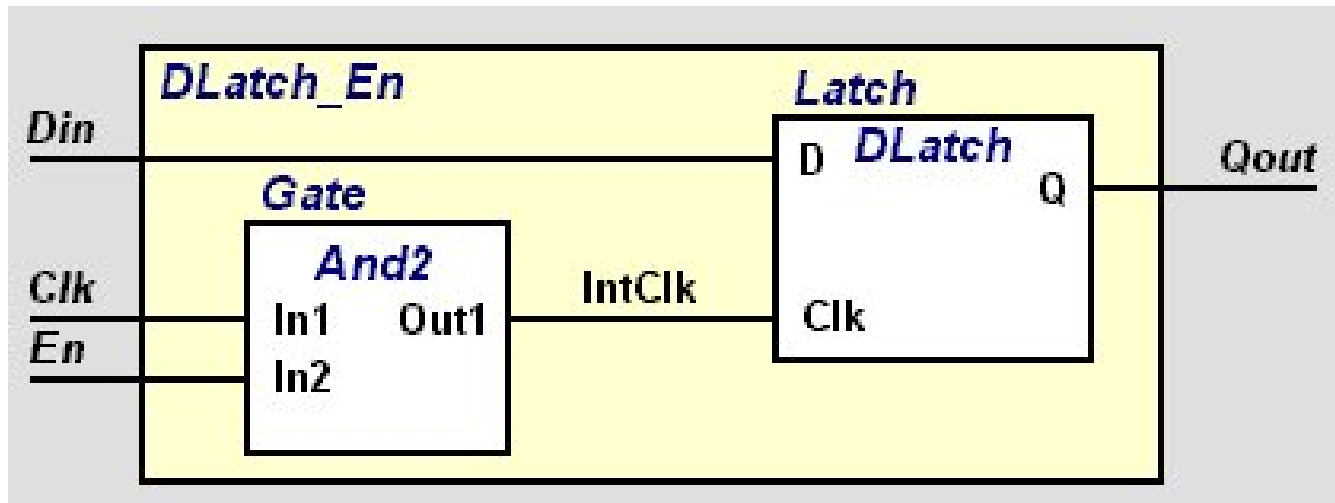 DLatch_En
Latch
Din
D DLatch
Q
Qout
Gate
And2
Clk
In1 Out1
IntClk
Clk
En
In2